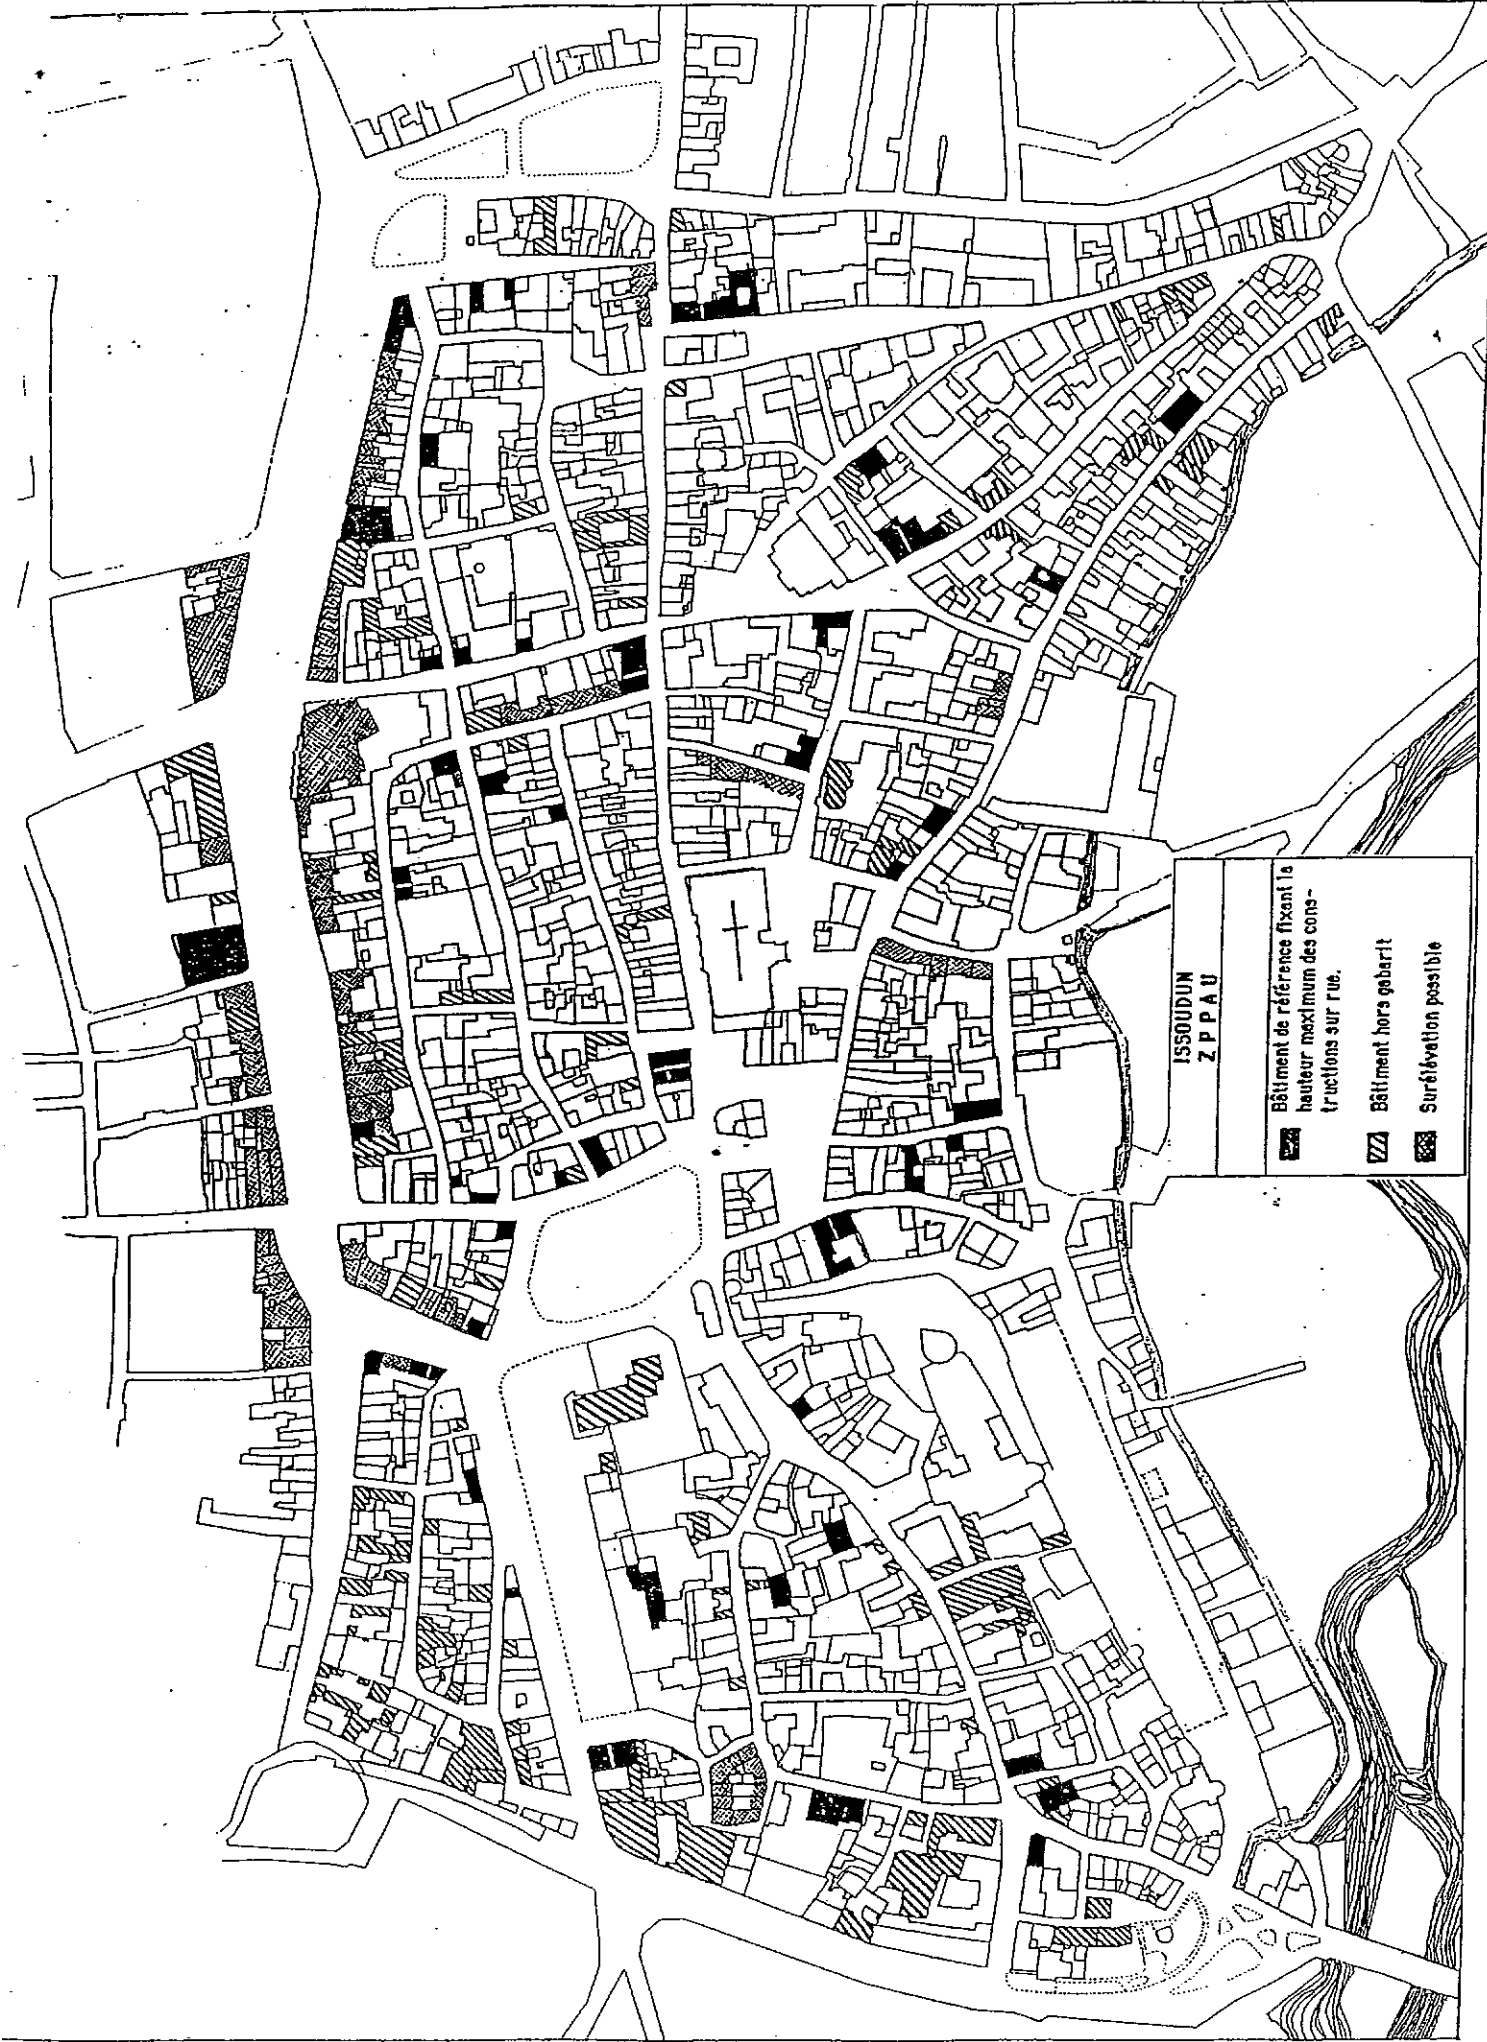 ISSOUDUN
Z P P A U
Bâtiment de référence fixant la
hauteur maximum des cons-
tructions sur rue.
Bâtiment hors gabarit
Surélévation possible